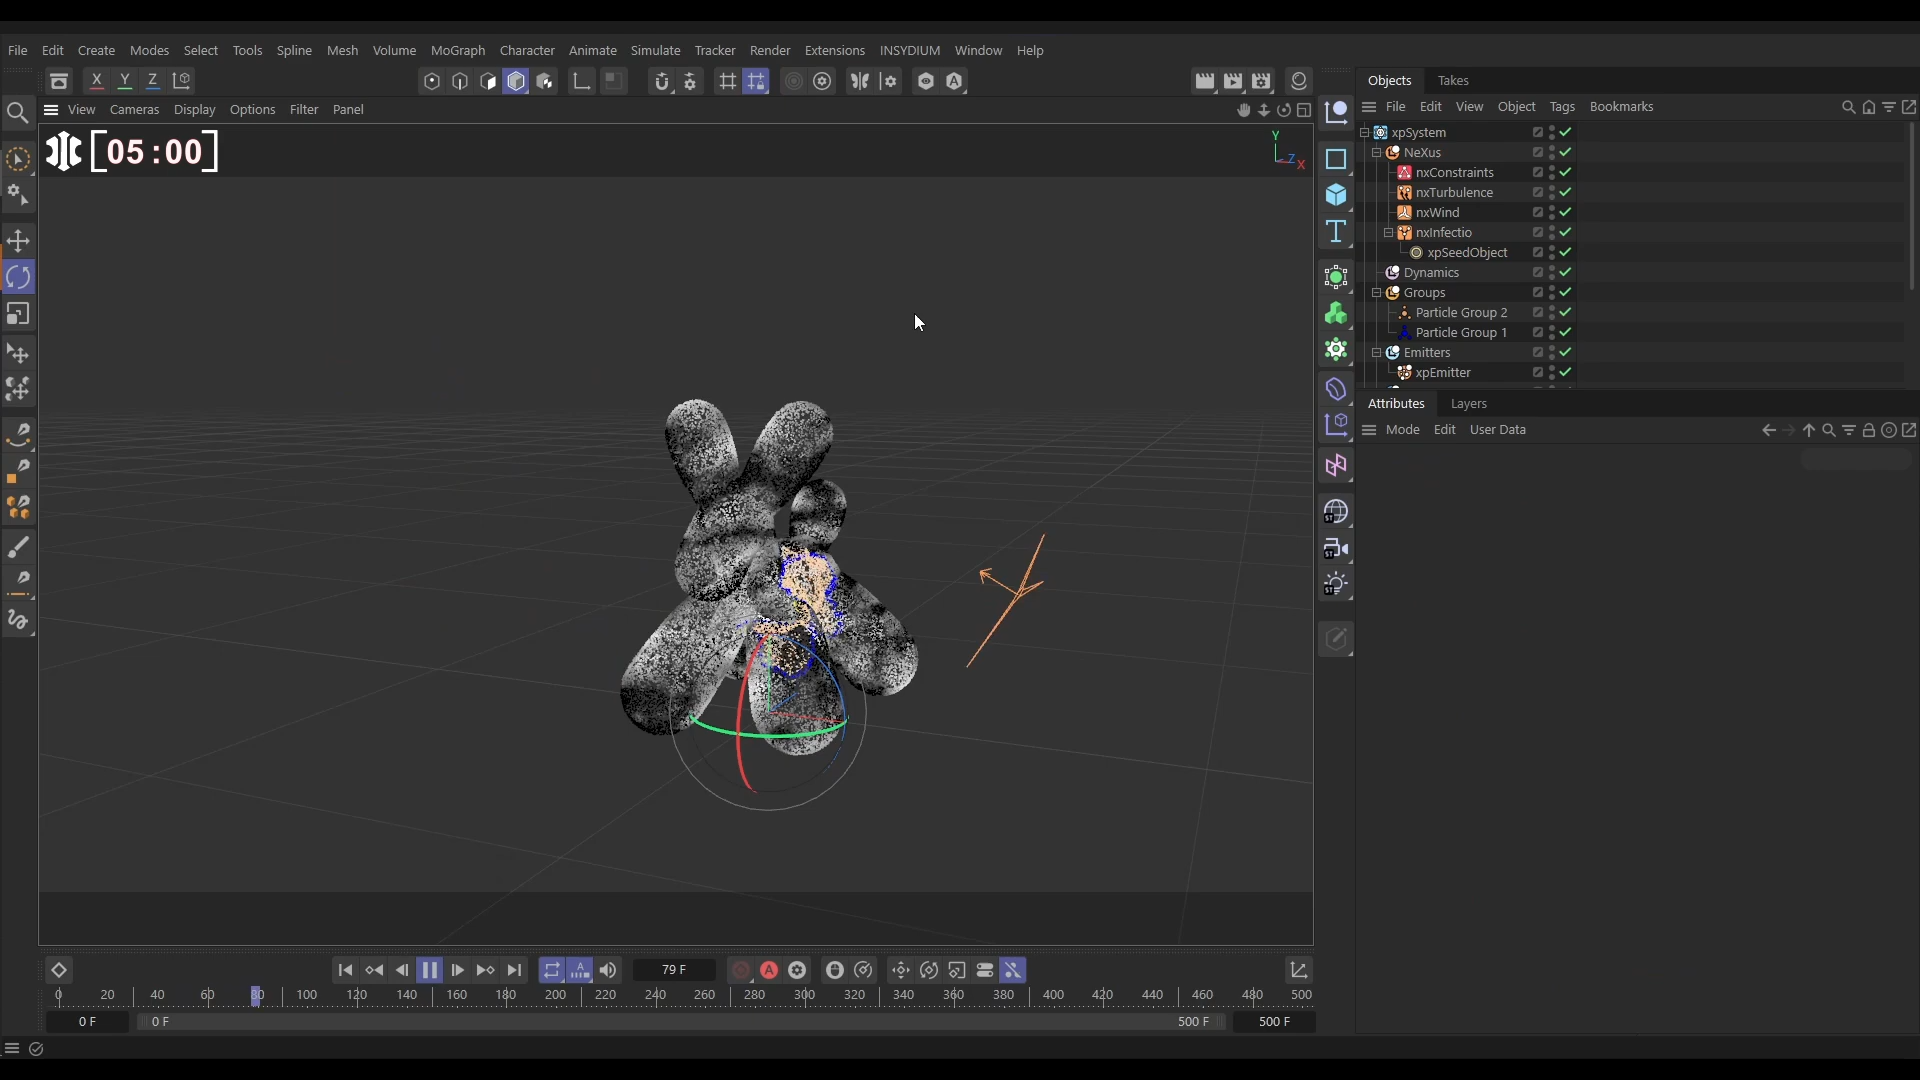 File Edit Create Modes Select Tools Spline Mesh Volume MoGraph Character Animate Simulate Tracker Render Extensions INSYDIUM Window Help
X Y Z
Objects Takes
View Cameras Display Options Filter Panel
File Edit View Object Tags Bookmarks
[05:00]
Y
Z
X
xpSystem
NeXus
nxConstraints
nxTurbulence
nxWind
nxInfectio
xpSeedObject
Dynamics
Groups
Particle Group 2
Particle Group 1
Emitters
xpEmitter
Attributes Layers
Mode Edit User Data
79 F
0 20 40 60 80 100 120 140 160 180 200 220 240 260 280 300 320 340 360 380 400 420 440 460 480 500
0 F 0 F 500 F 500 F